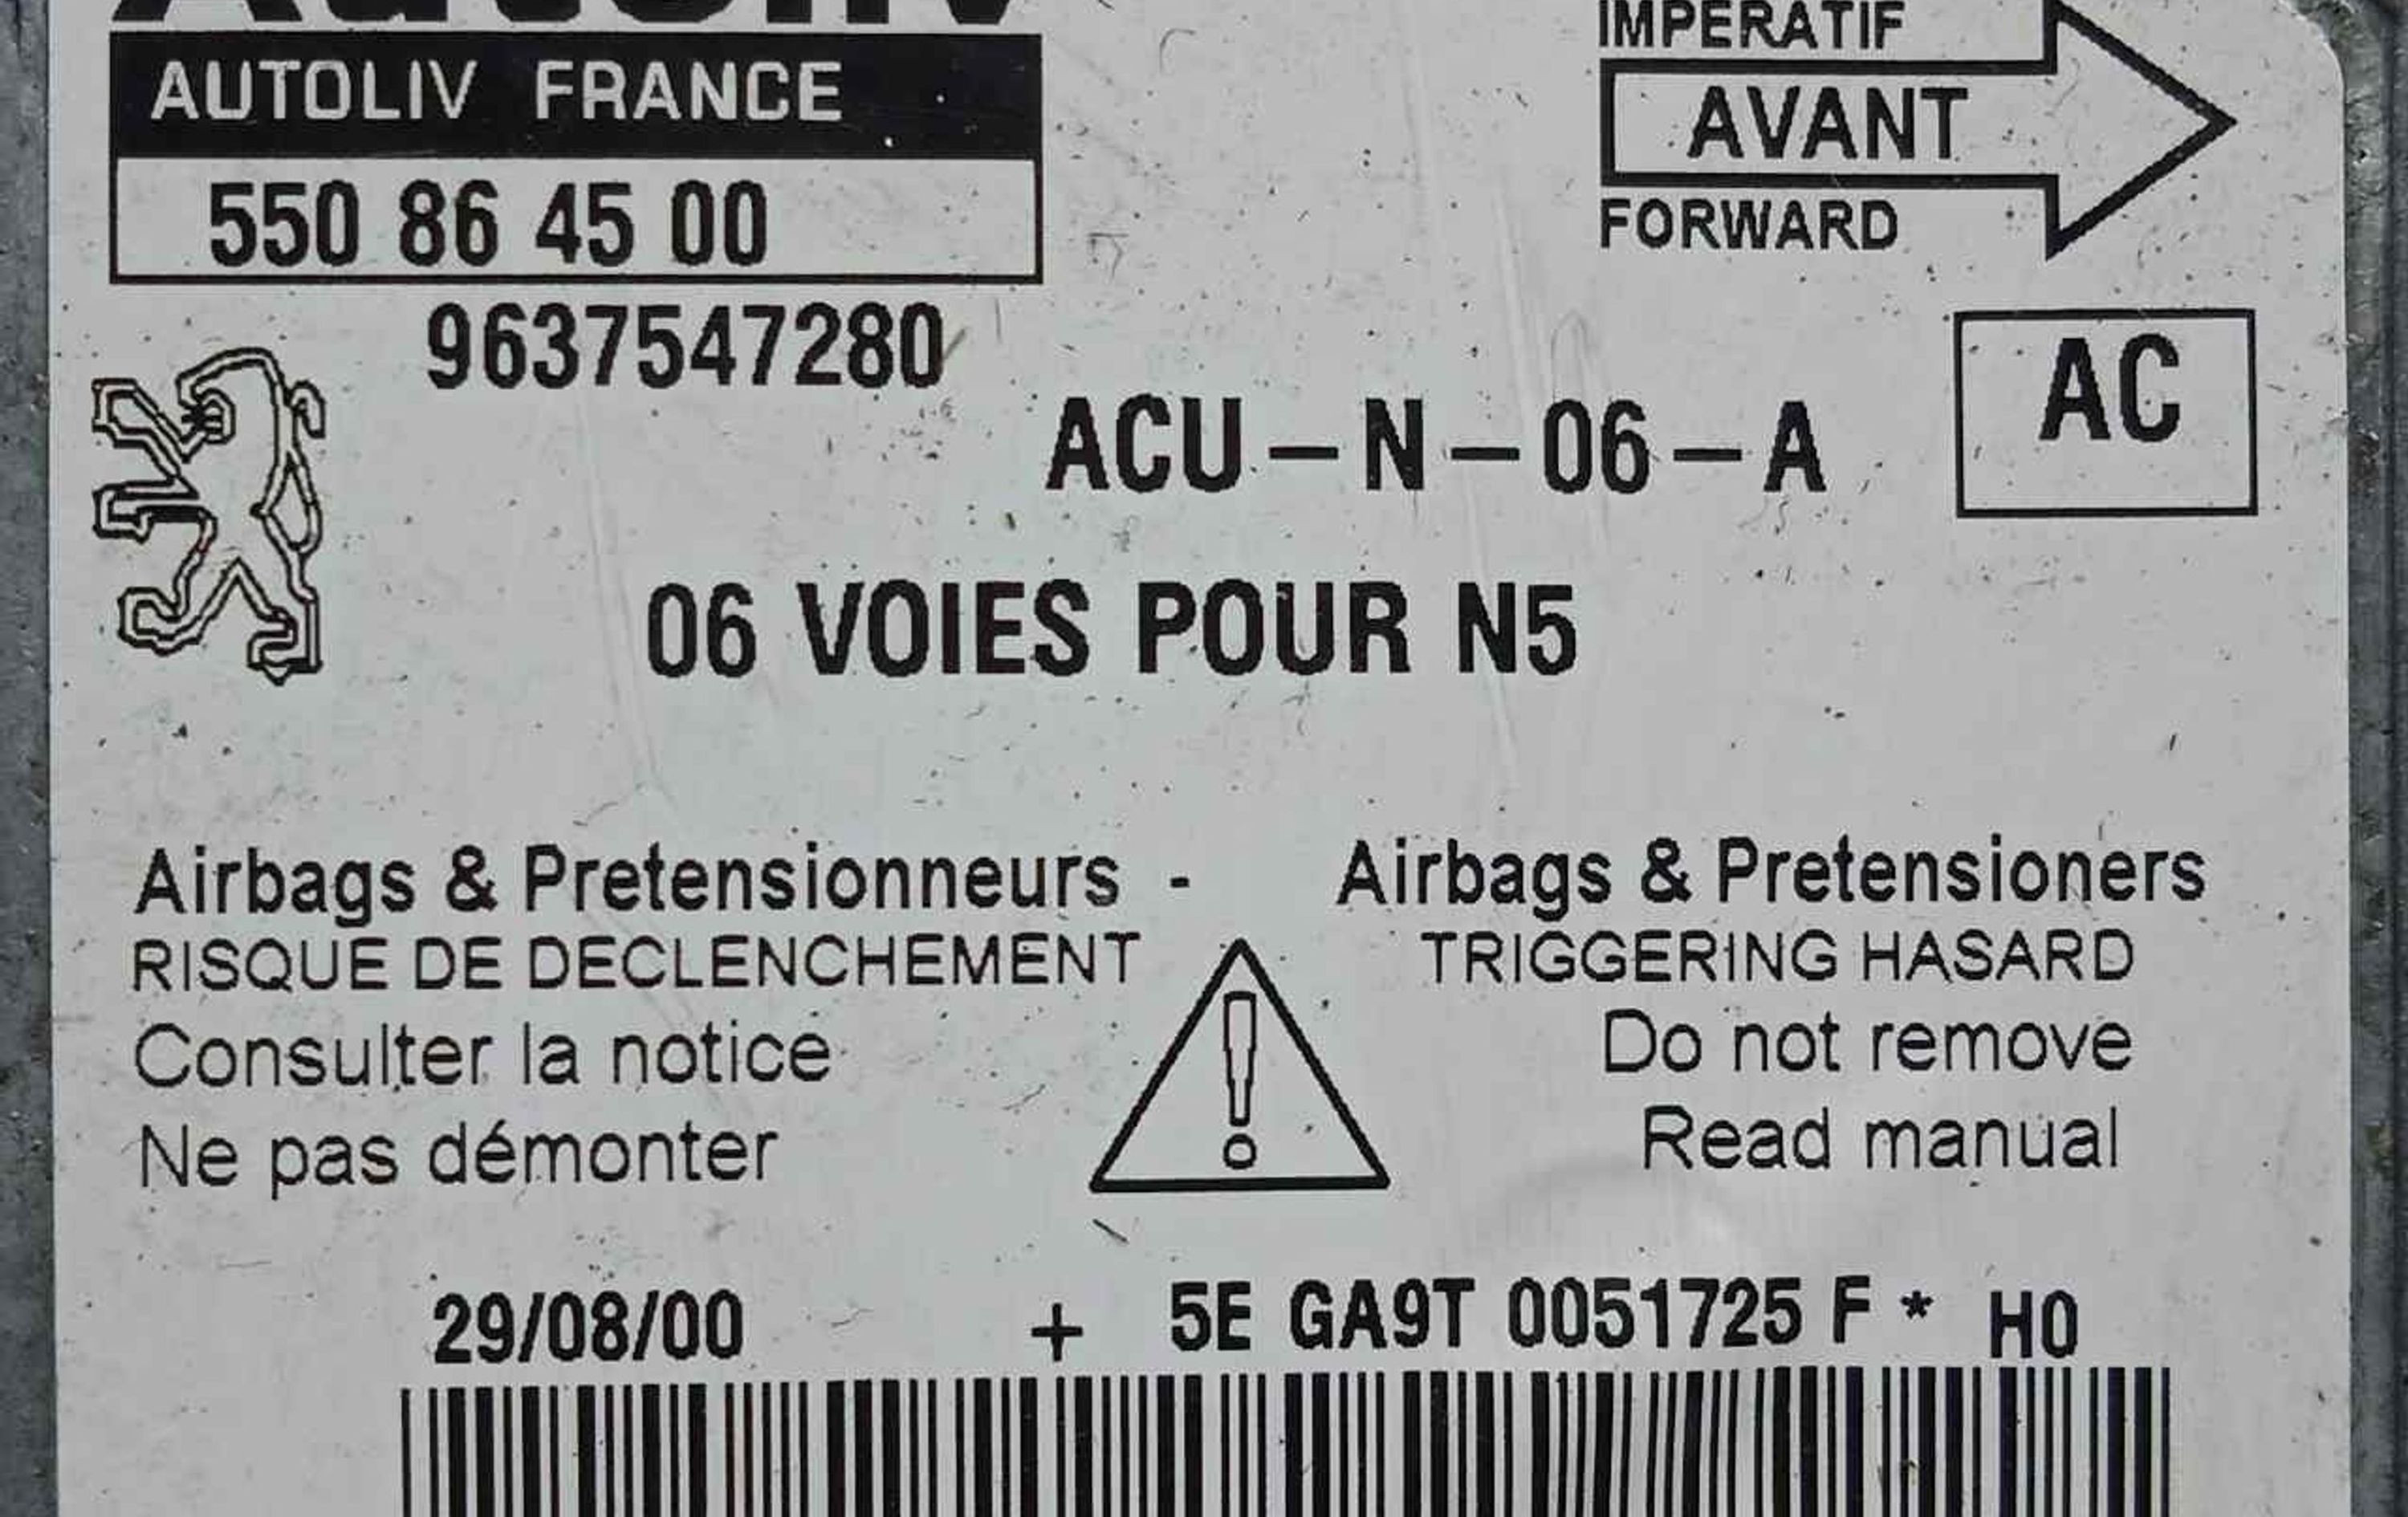 Autoliv
AUTOLIV FRANCE
550 86 45 00
IMPERATIF
AVANT
FORWARD
9637547280
ACU-N-06-A
AC
06 VOIES POUR N5
Airbags & Pretensionneurs - Airbags & Pretensioners
RISQUE DE DECLENCHEMENT TRIGGERING HASARD
Consulter la notice Do not remove
Ne pas démonter Read manual
29/08/00 + 5E GA9T 0051725 F * H0